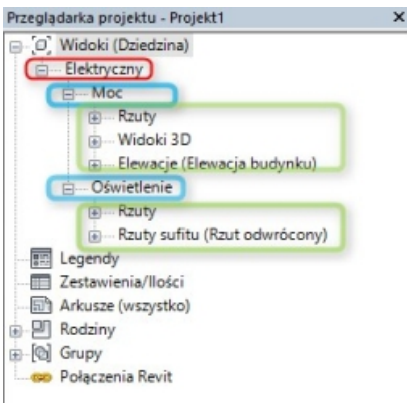 Przeglądarka projektu - Projekt1
Widoki (Dziedzina)
Elektryczny
Moc
Rzuty
Widoki 3D
Elewacje (Elewacja budynku)
Oświetlenie
Rzuty
Rzuty sufitu (Rzut odwrócony)
Legendy
Zestawienia/Ilości
Arkusze (wszystko)
Rodziny
Grupy
Połączenia Revit